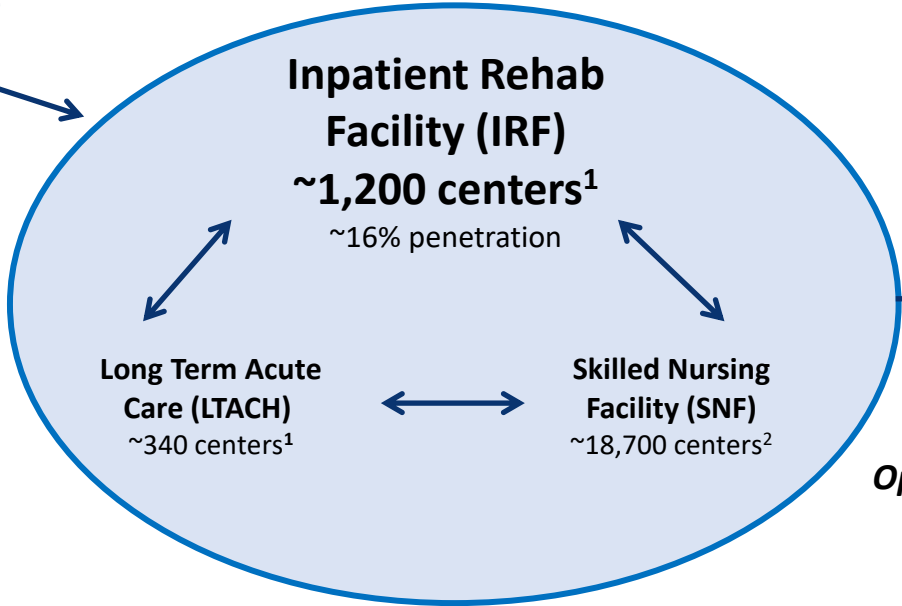 Inpatient Rehab
Facility (IRF)
~1,200 centers¹
~16% penetration
Long Term Acute
Care (LTACH)
~340 centers¹
Skilled Nursing
Facility (SNF)
~18,700 centers²
Op